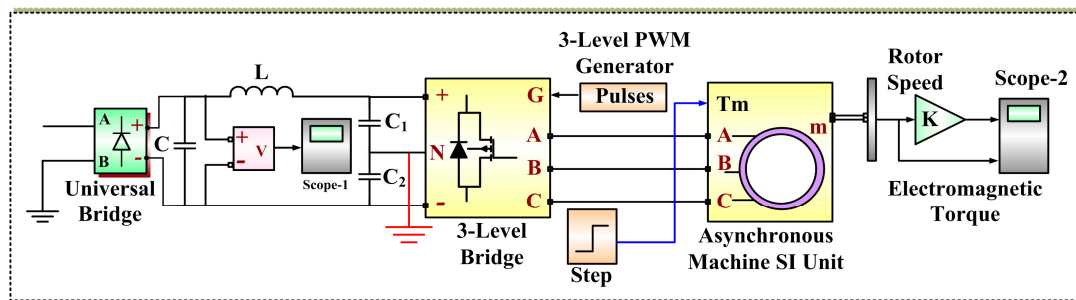 A
B
+
-
Universal
Bridge
C
L
+
-
V
Scope-1
C1
C2
+
N
-
G
A
B
C
3-Level
Bridge
3-Level PWM
Generator
Pulses
Step
Tm
A
B
C
m
Asynchronous
Machine SI Unit
Rotor
Speed
K
Scope-2
Electromagnetic
Torque